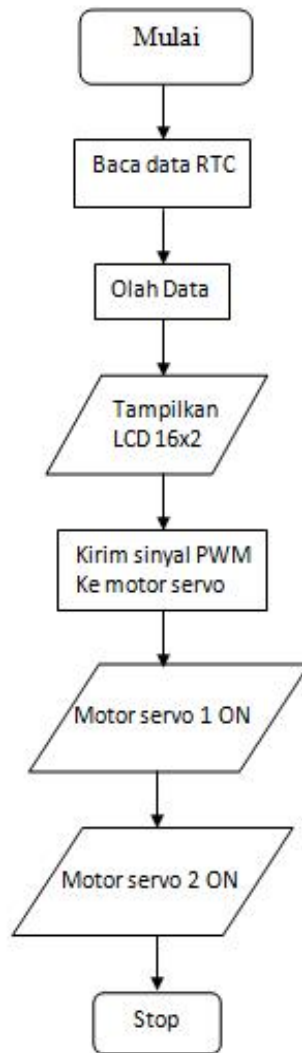 Mulai
Baca data RTC
Olah Data
Tampilkan
LCD 16x2
Kirim sinyal PWM
Ke motor servo
Motor servo 1 ON
Motor servo 2 ON
Stop